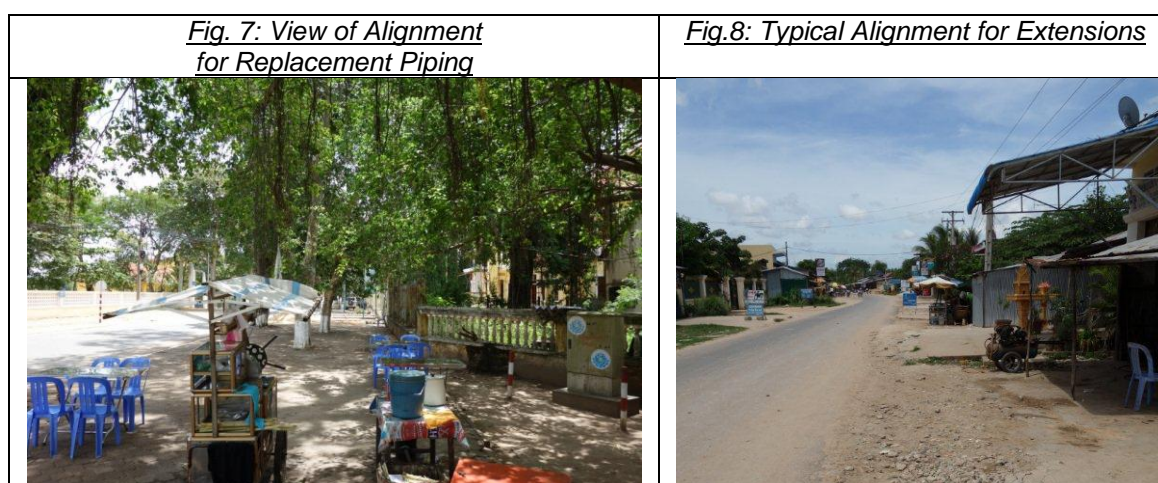 Fig. 7: View of Alignment
for Replacement Piping
Fig.8: Typical Alignment for Extensions